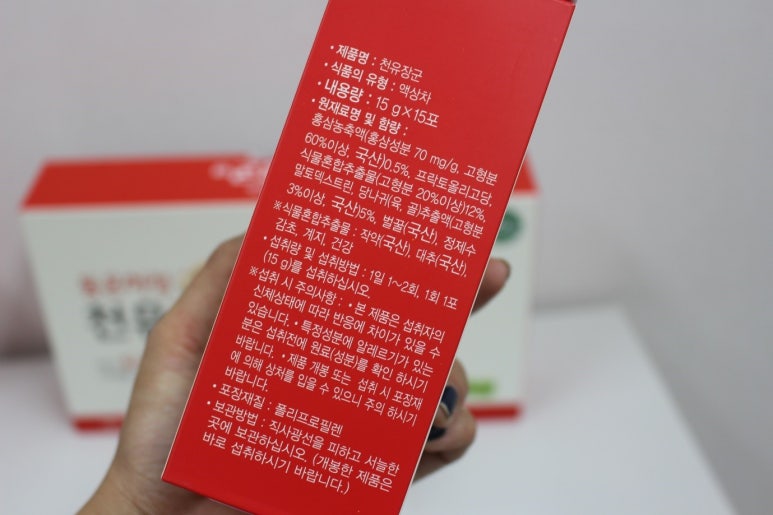 • 제품명 : 천유장군
• 식품의 유형 : 액상차
• 내용량 : 15 g×15포
• 원재료명 및 함량 :
홍삼농축액(홍삼성분 70 mg/g, 고형분
60%이상, 국산)0.5%, 프락토올리고당,
식물혼합추출물(고형분 20%이상)12%,
말토덱스트린, 당나귀(육, 골)추출액(고형분
3%이상, 국산)5%, 벌꿀(국산), 정제수
※식물혼합추출물 : 작약(국산), 대추(국산),
감초, 계지, 건강
• 섭취량 및 섭취방법 : 1일 1~2회, 1회 1포
(15 g)를 섭취하십시오.
※섭취 시 주의사항 : • 본 제품은 섭취자의
신체상태에 따라 반응에 차이가 있을 수
있습니다. • 특정성분에 알레르기가 있는
분은 섭취전에 원료(성분)를 확인 하시기
바랍니다. • 제품 개봉 또는 섭취 시 포장재
에 의해 상처를 입을 수 있으니 주의 하시기
바랍니다.
• 포장재질 : 폴리프로필렌
• 보관방법 : 직사광선을 피하고 서늘한
곳에 보관하십시오. (개봉한 제품은
바로 섭취하시기 바랍니다.)
천유